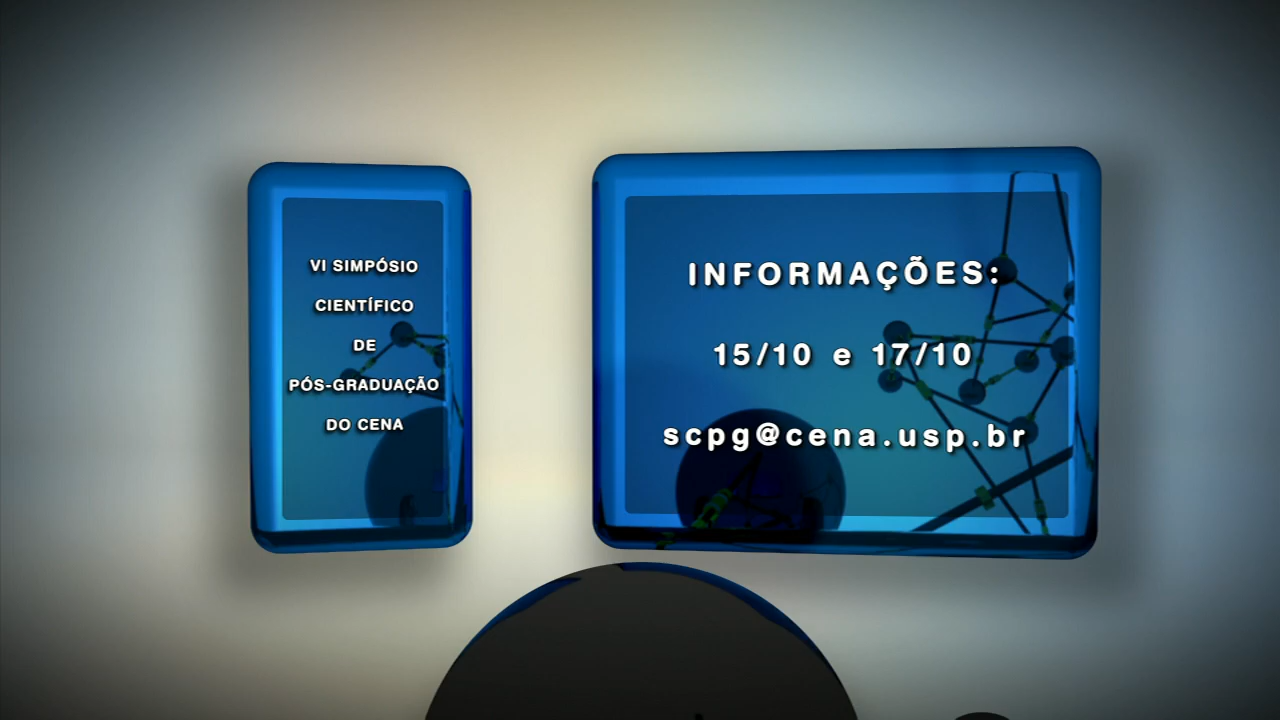 VI SIMPÓSIO
CIENTÍFICO
DE
PÓS-GRADUAÇÃO
DO CENA
INFORMAÇÕES:
15/10 e 17/10
scpg@cena.usp.br